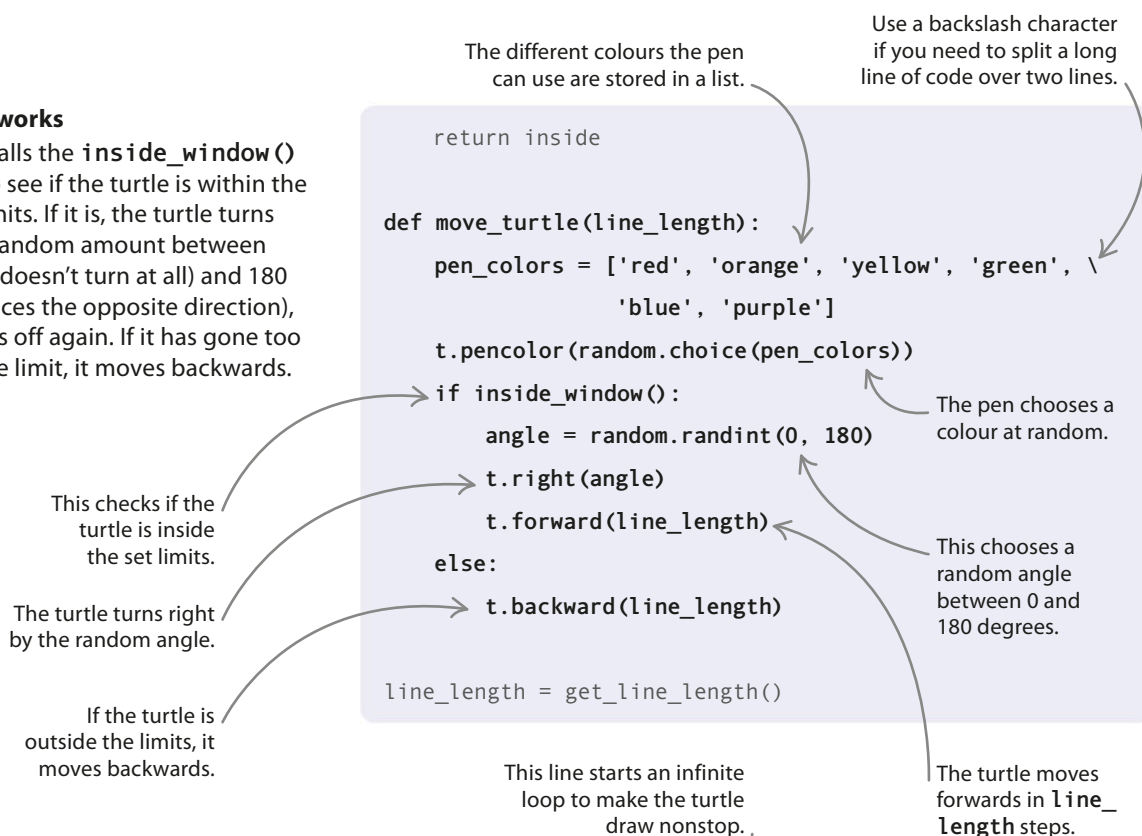 The different colours the pen
can use are stored in a list.
Use a backslash character
if you need to split a long
line of code over two lines.
works
alls the inside_window()
see if the turtle is within the
nits. If it is, the turtle turns
andom amount between
doesn't turn at all) and 180
ces the opposite direction),
s off again. If it has gone too
e limit, it moves backwards.
return inside
def move_turtle(line_length):
pen_colors = ['red', 'orange', 'yellow', 'green', \
'blue', 'purple']
t.pencolor(random.choice(pen_colors))
if inside_window():
angle = random.randint(0, 180)
t.right(angle)
t.forward(line_length)
else:
t.backward(line_length)
line_length = get_line_length()
The pen chooses a
colour at random.
This checks if the
turtle is inside
the set limits.
This chooses a
random angle
between 0 and
180 degrees.
The turtle turns right
by the random angle.
If the turtle is
outside the limits, it
moves backwards.
This line starts an infinite
loop to make the turtle
draw nonstop.
The turtle moves
forwards in line_
length steps.